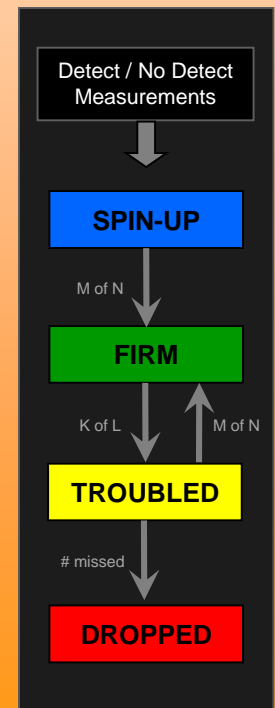 Detect / No Detect
Measurements
SPIN-UP
M of N
FIRM
K of L
M of N
TROUBLED
# missed
DROPPED